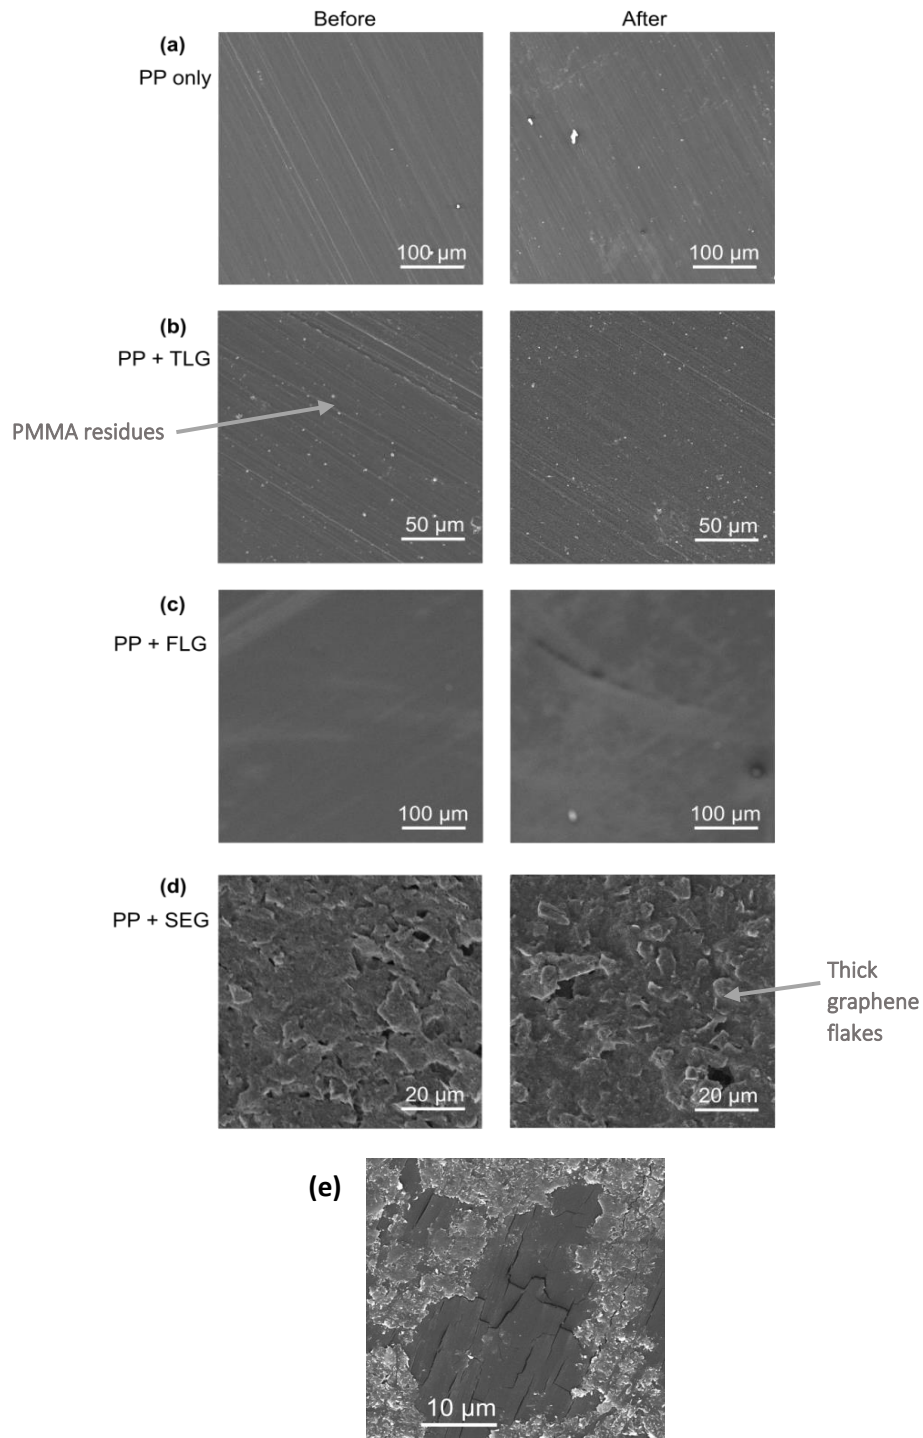 Before
After
(a)
PP only
100 µm
100 µm
(b)
PP + TLG
PMMA residues
50 µm
50 µm
(c)
PP + FLG
100 µm
100 µm
(d)
PP + SEG
Thick
graphene
flakes
20 µm
20 µm
(e)
10 µm